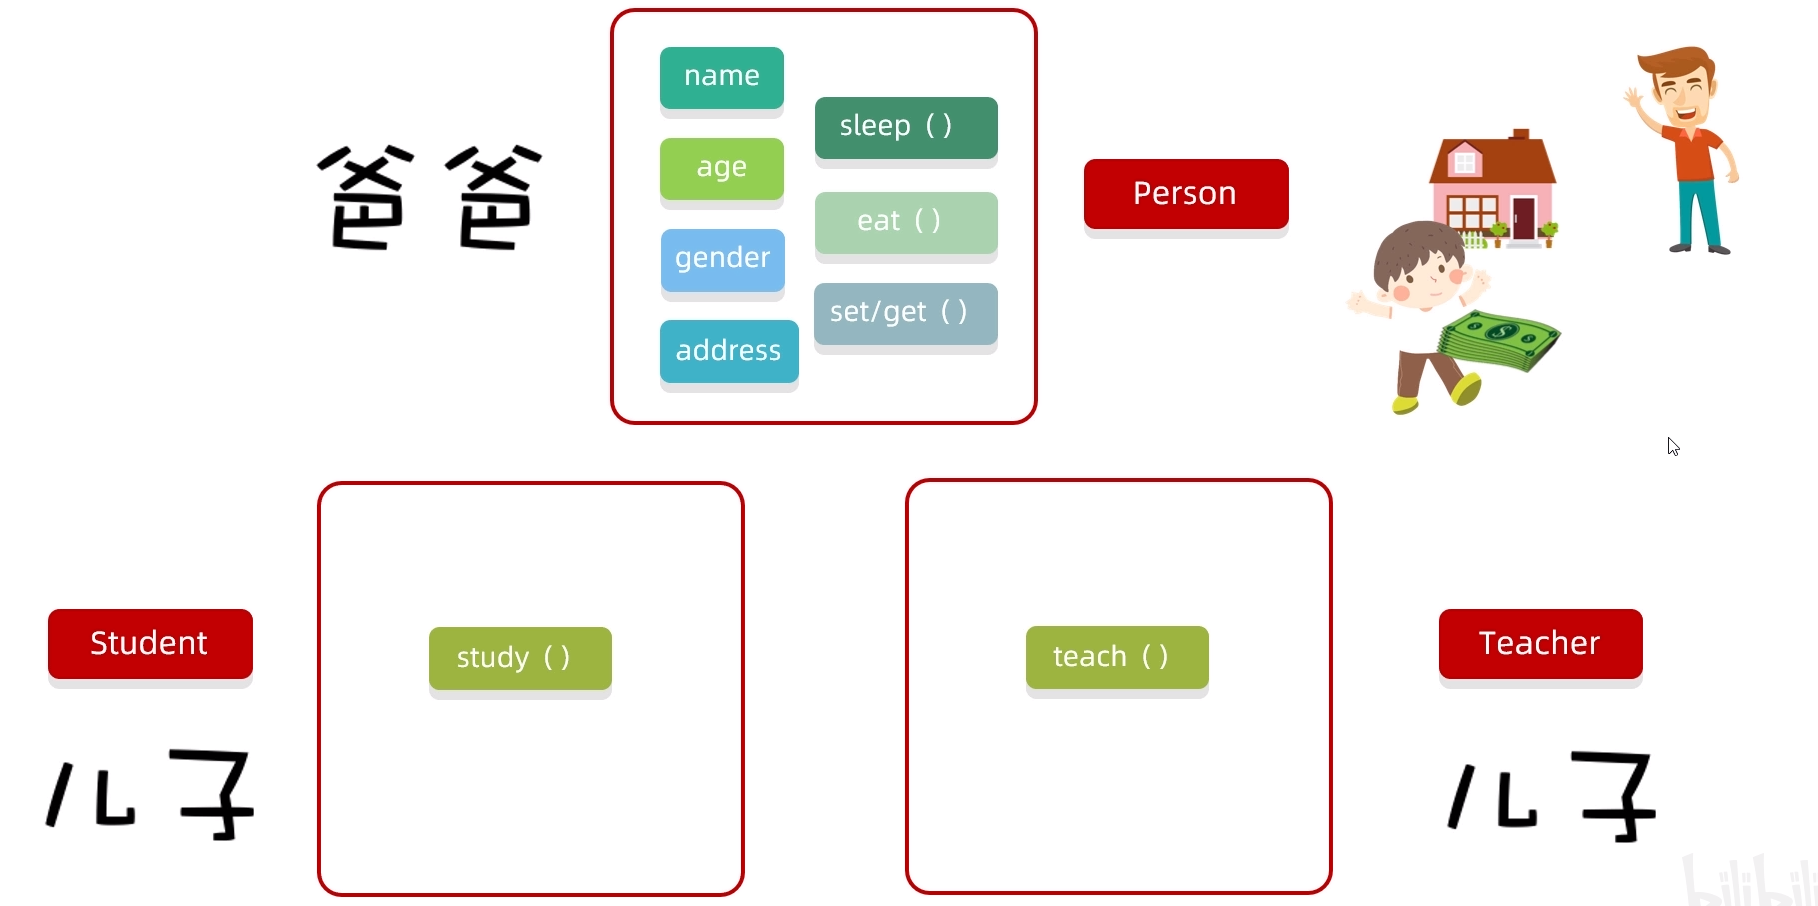 name
sleep ( )
age
爸爸
Person
eat ( )
gender
set/get ( )
address
Student
study ( )
teach ( )
Teacher
儿子
儿子
bilibili